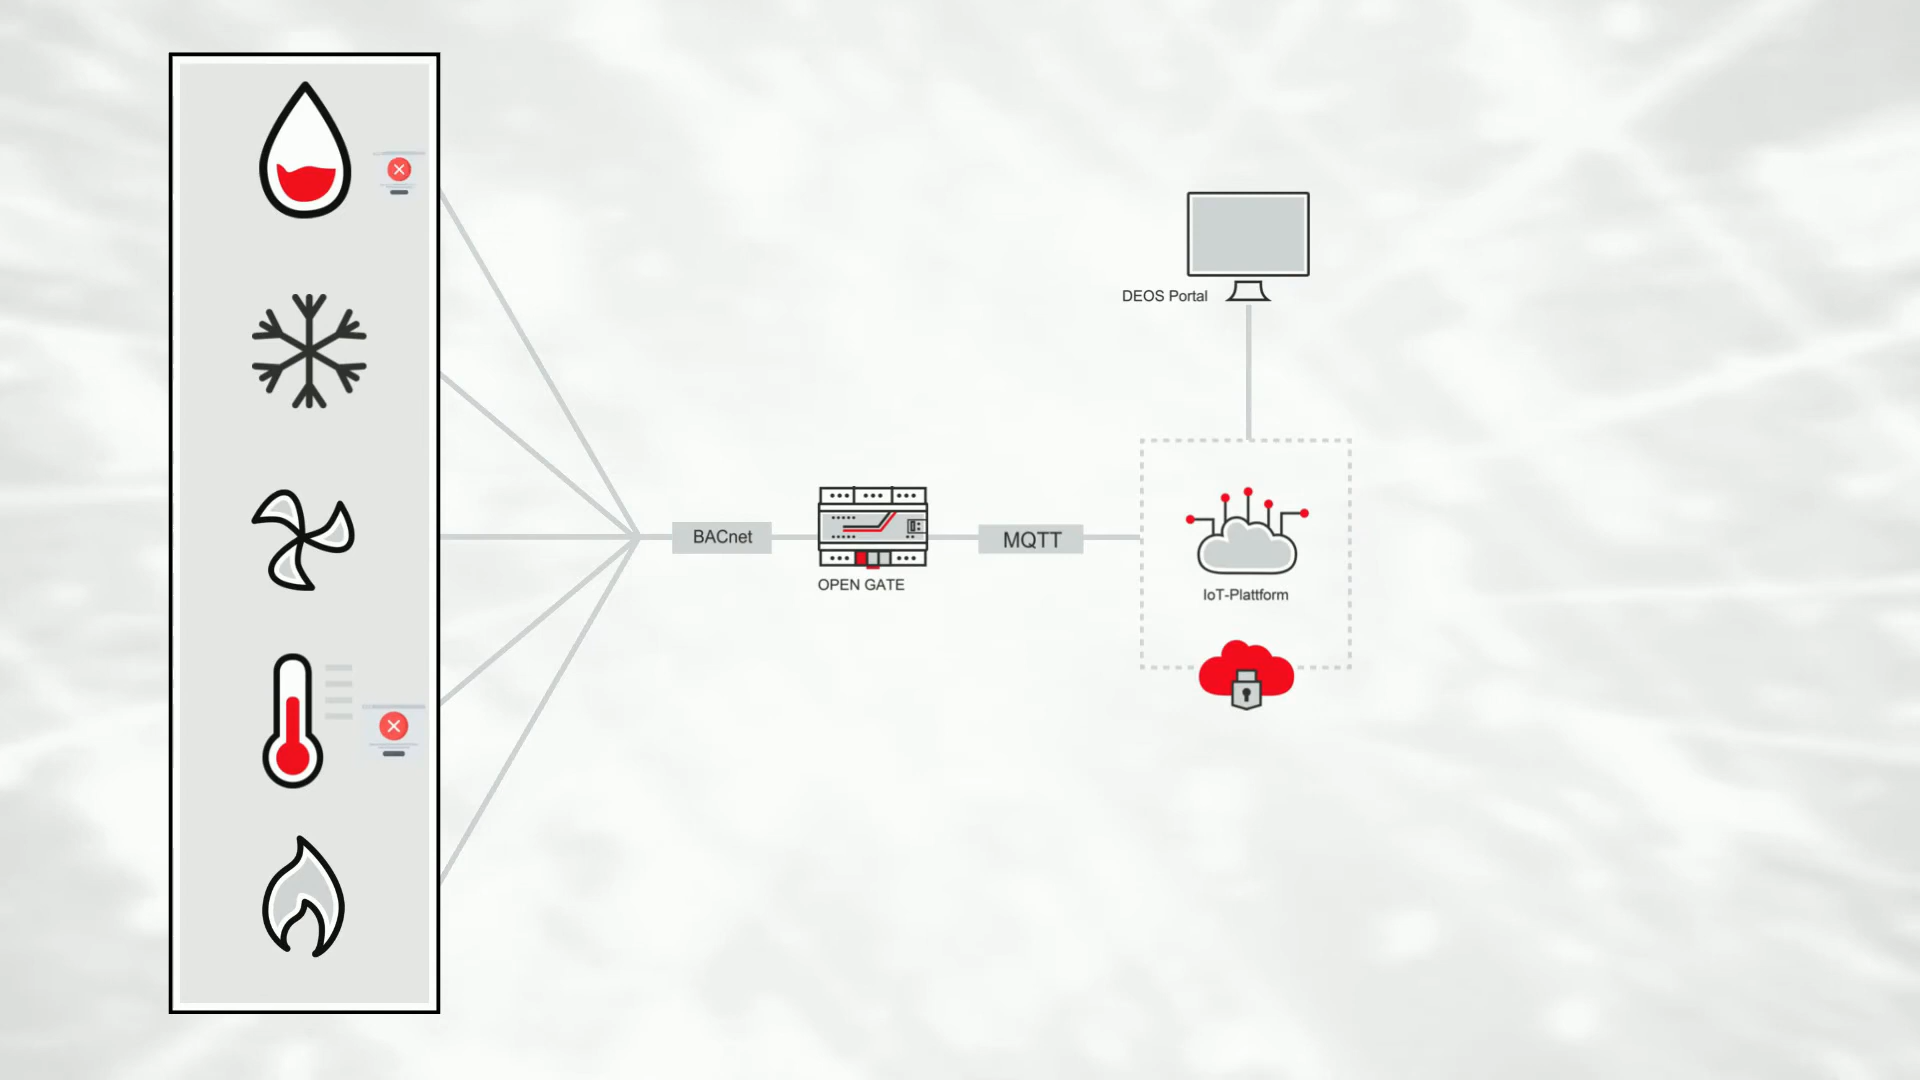 DEOS Portal
BACnet
MQTT
OPEN GATE
IoT-Plattform